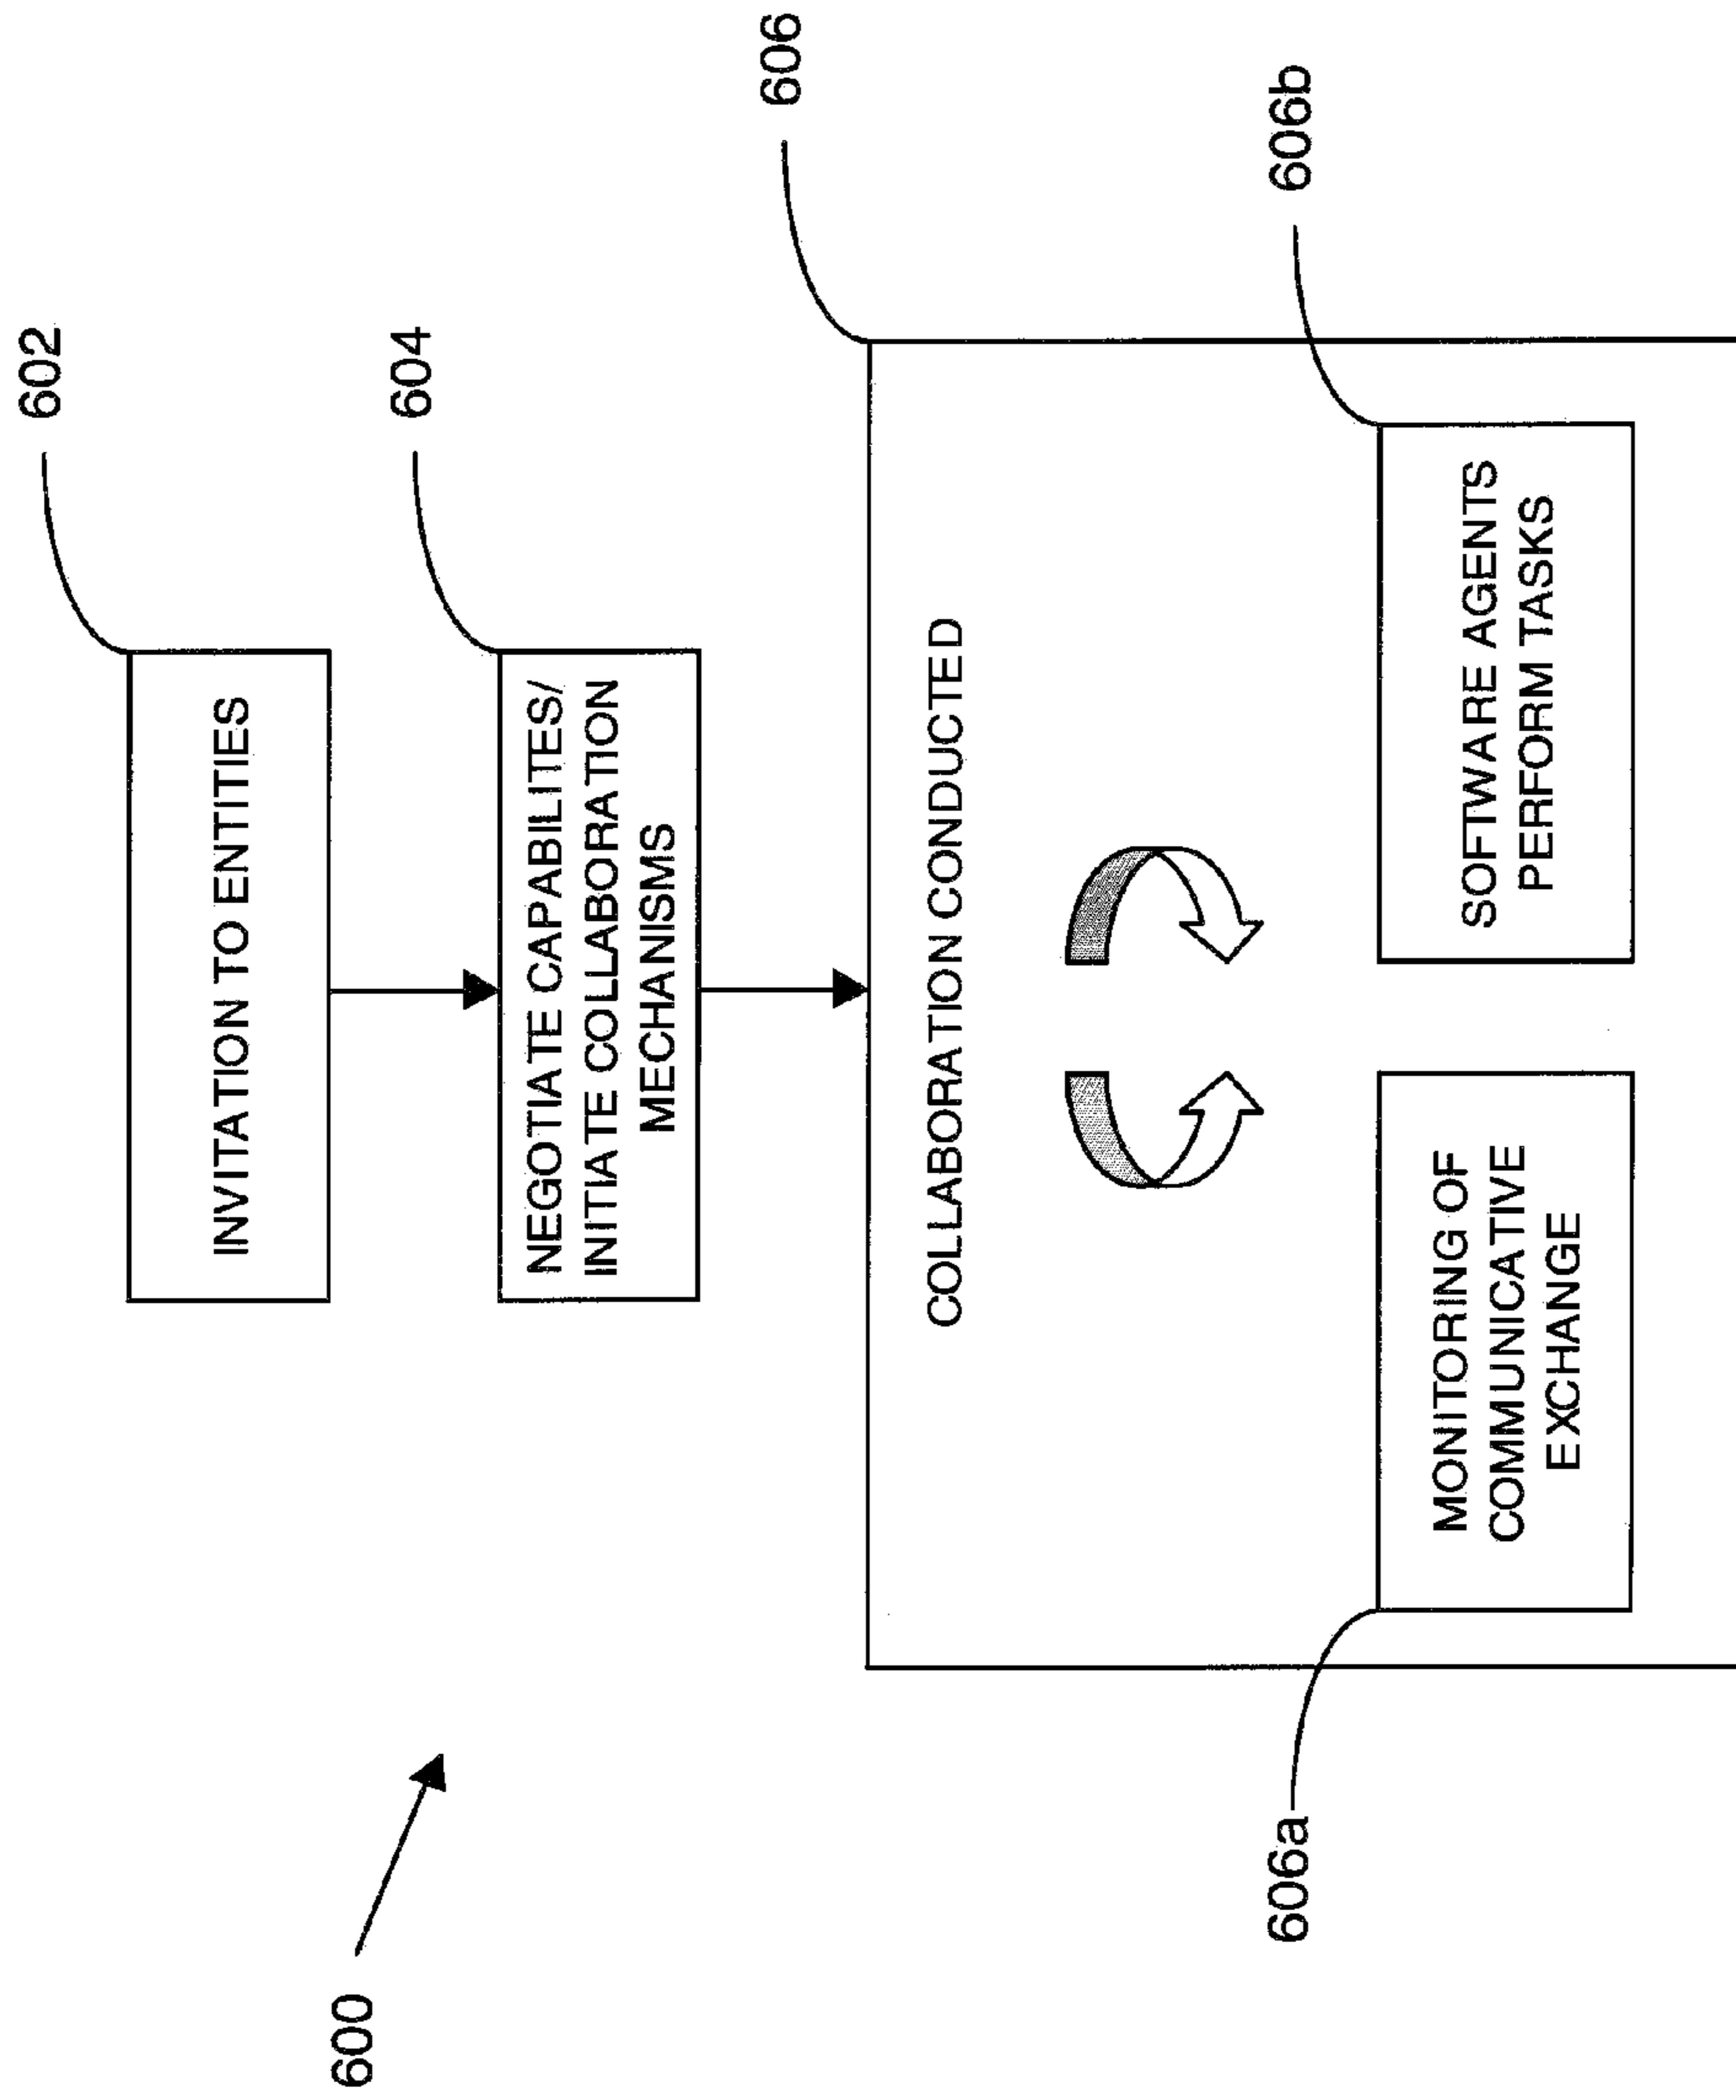 602
INVITATION TO ENTITIES
604
NEGOTIATE CAPABILITES/
INITIATE COLLABORATION
MECHANISMS
600
606
COLLABORATION CONDUCTED
606a
606b
MONITORING OF
COMMUNICATIVE
EXCHANGE
SOFTWARE AGENTS
PERFORM TASKS